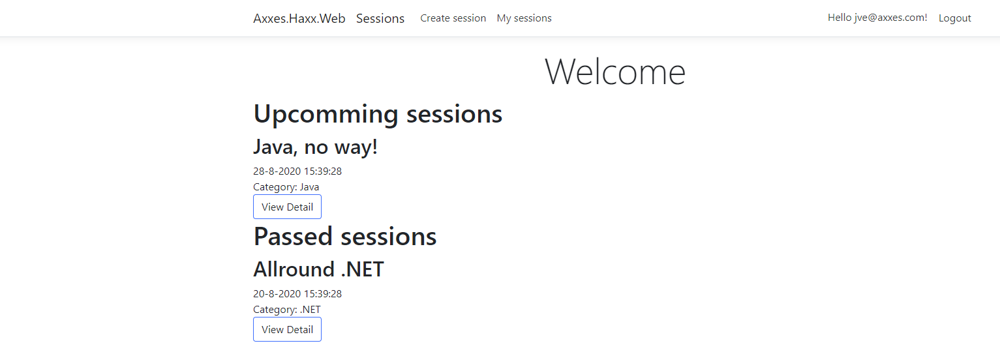 Axxes.Haxx.Web Sessions Create session My sessions Hello jve@axxes.com! Logout
Welcome
Upcomming sessions
Java, no way!
28-8-2020 15:39:28
Category: Java
View Detail
Passed sessions
Allround .NET
20-8-2020 15:39:28
Category: .NET
View Detail